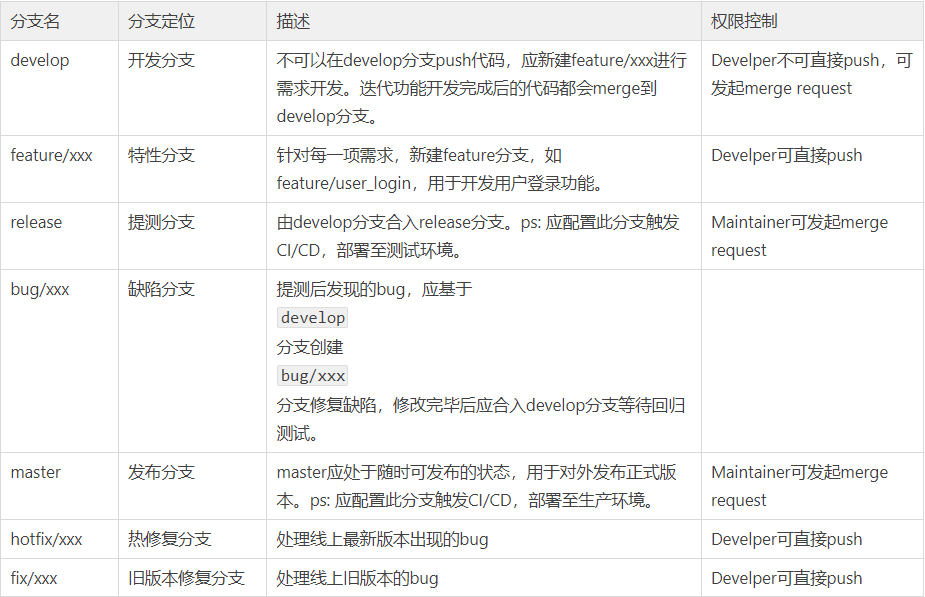 分支名 分支定位 描述 权限控制
develop 开发分支 不可以在develop分支push代码，应新建feature/xxx进行 Develper不可直接push，可
需求开发。迭代功能开发完成后的代码都会merge到 发起merge request
develop分支。
feature/xxx 特性分支 针对每一项需求，新建feature分支，如 Develper可直接push
feature/user_login，用于开发用户登录功能。
release 提测分支 由develop分支合入release分支。ps: 应配置此分支触发 Maintainer可发起merge
CI/CD，部署至测试环境。 request
bug/xxx 缺陷分支 提测后发现的bug，应基于
develop
分支创建
bug/xxx
分支修复缺陷，修改完毕后应合入develop分支等待回归
测试。
master 发布分支 master应处于随时可发布的状态，用于对外发布正式版 Maintainer可发起merge
本。ps: 应配置此分支触发CI/CD，部署至生产环境。 request
hotfix/xxx 热修复分支 处理线上最新版本出现的bug Develper可直接push
fix/xxx 旧版本修复分支 处理线上旧版本的bug Develper可直接push